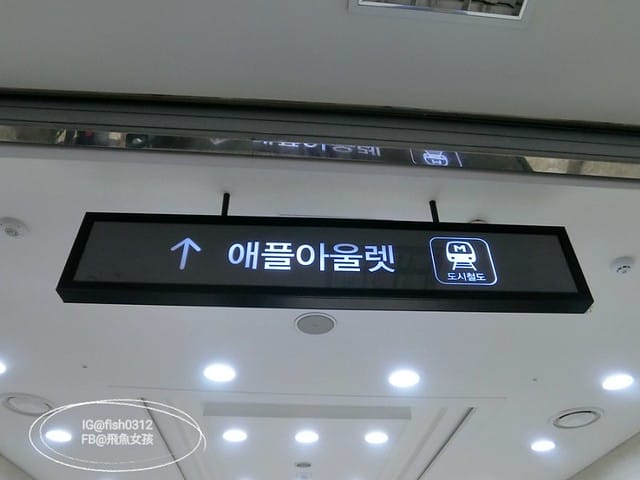 ↑ 애플아울렛
M
도시철도
IG@fish0312
FB@飛魚女孩